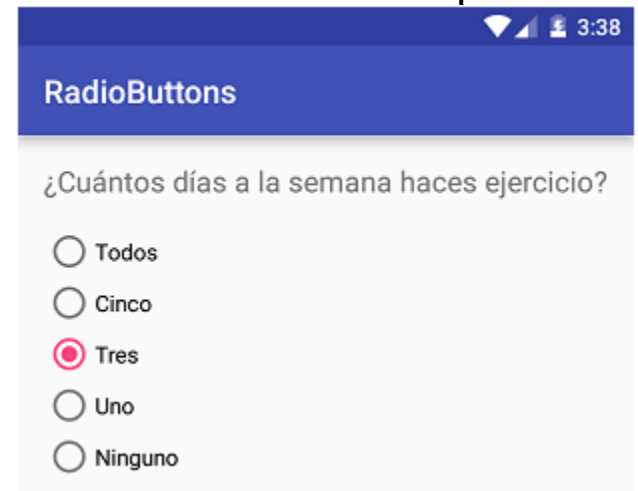 3:38
RadioButtons
¿Cuántos días a la semana haces ejercicio?
Todos
Cinco
Tres
Uno
Ninguno